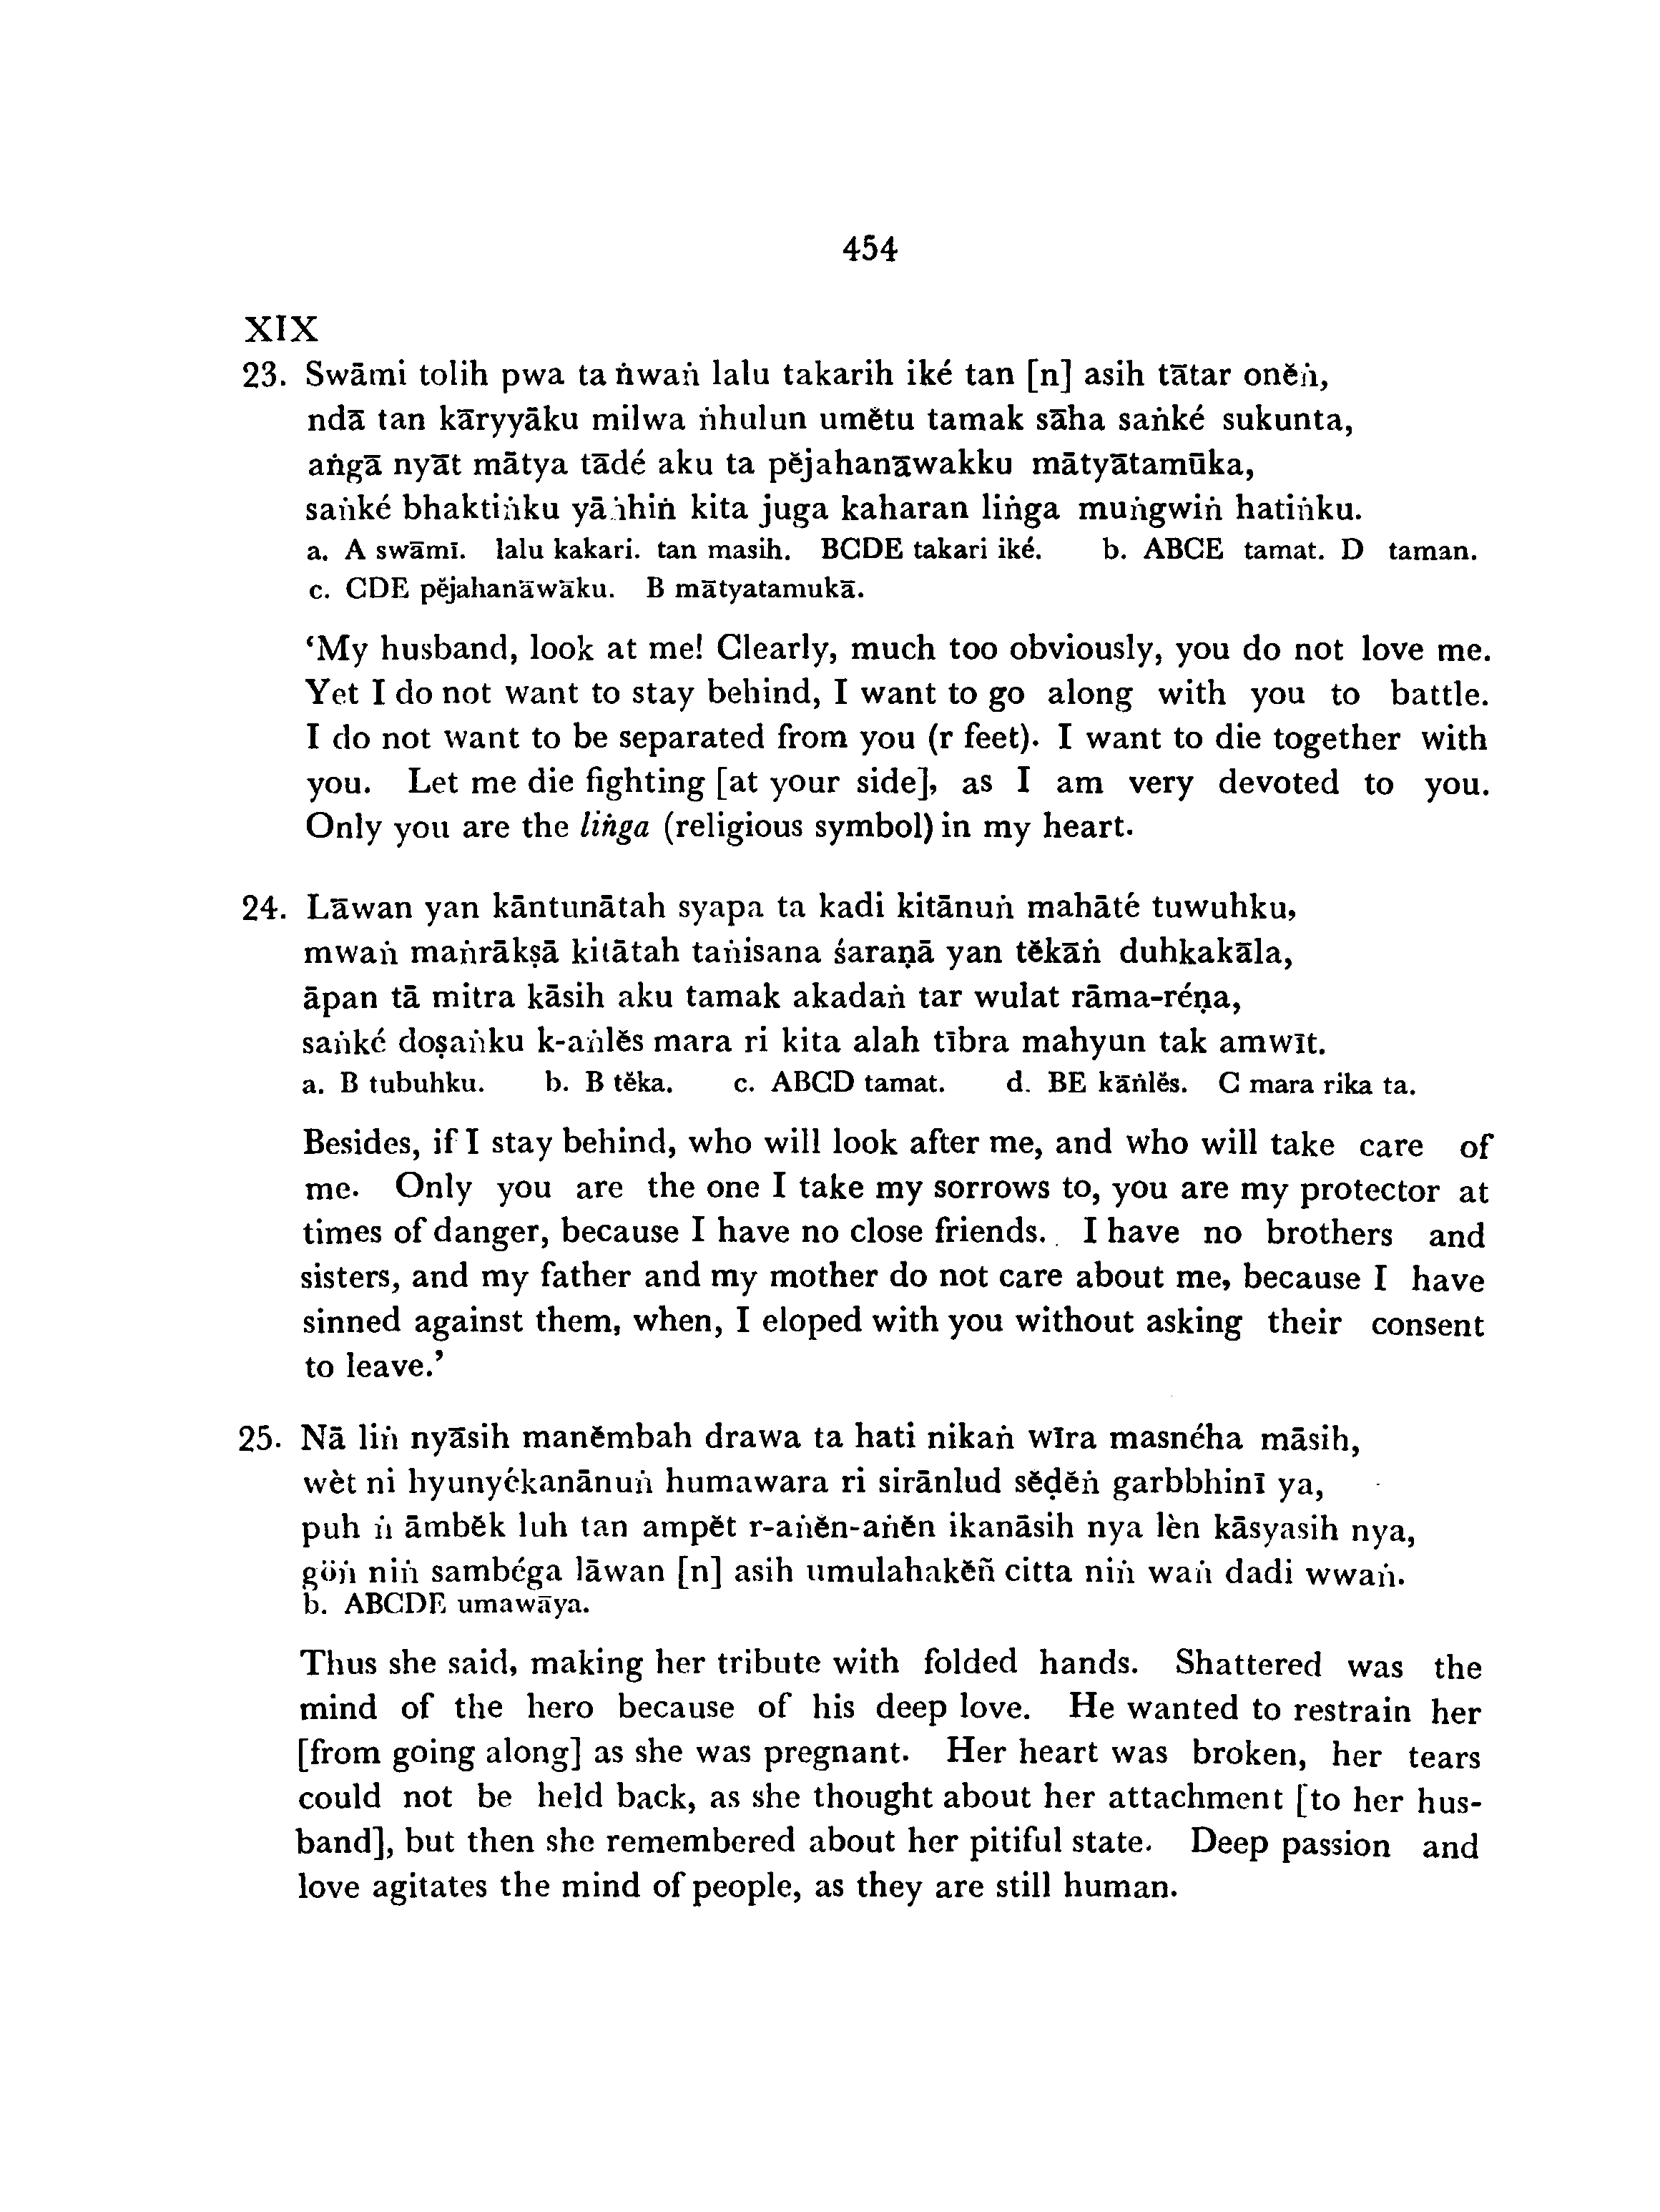 454
XIX
23. Swāmi tolih pwa ta ṅwaṅ lalu takarih iké tan [n] asih tātar onĕṅ,
ndā tan kāryyāku milwa ṅhulun umĕtu tamak sāha saṅké sukunta,
aṅgā nyāt mātya tādé aku ta pĕjahanāwakku mātyātamūka,
saṅké bhaktiṅku yāṅhiṅ kita juga kaharan liṅga muṅgwiṅ hatiṅku.
a. A swāmī. lalu kakari. tan masih. BCDE takari iké. b. ABCE tamat. D taman.
c. CDE pĕjahanāwāku. B mātyatamukā.
‘My husband, look at me! Clearly, much too obviously, you do not love me.
Yet I do not want to stay behind, I want to go along with you to battle.
I do not want to be separated from you (r feet). I want to die together with
you. Let me die fighting [at your side], as I am very devoted to you.
Only you are the liṅga (religious symbol) in my heart.
24. Lāwan yan kāntunātah syapa ta kadi kitānuṅ mahāté tuwuhku,
mwaṅ maṅrākṣā kitātah taṅisana śaraṇā yan tĕkāṅ duhkakāla,
āpan tā mitra kāsih aku tamak akadaṅ tar wulat rāma-réṇa,
saṅké doṣaṅku k-aṅlĕs mara ri kita alah tībra mahyun tak amwīt.
a. B tubuhku. b. B tĕka. c. ABCD tamat. d. BE kāṅlĕs. C mara rika ta.
Besides, if I stay behind, who will look after me, and who will take care of
me. Only you are the one I take my sorrows to, you are my protector at
times of danger, because I have no close friends. I have no brothers and
sisters, and my father and my mother do not care about me, because I have
sinned against them, when, I eloped with you without asking their consent
to leave.’
25. Nā liṅ nyāsih manĕmbah drawa ta hati nikaṅ wīra masnéha māsih,
wèt ni hyunyékanānuṅ humawara ri sirānlud sĕḍĕṅ garbbhinī ya,
puh ṅ āmbĕk luh tan ampĕt r-aṅĕn-aṅĕn ikanāsih nya lèn kāsyasih nya,
göṅ niṅ sambéga lāwan [n] asih umulahakĕñ citta niṅ waṅ dadi wwaṅ.
b. ABCDE umawāya.
Thus she said, making her tribute with folded hands. Shattered was the
mind of the hero because of his deep love. He wanted to restrain her
[from going along] as she was pregnant. Her heart was broken, her tears
could not be held back, as she thought about her attachment [to her hus-
band], but then she remembered about her pitiful state. Deep passion and
love agitates the mind of people, as they are still human.